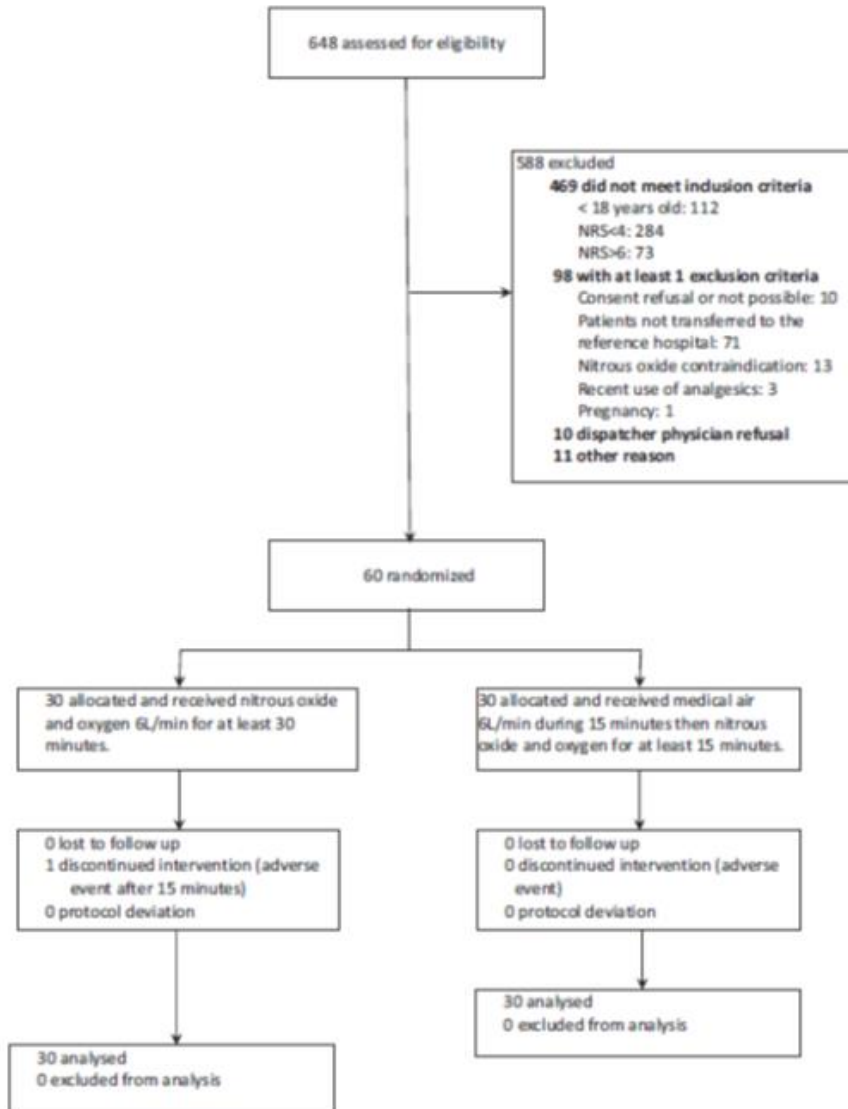 648 assessed for eligibility
588 excluded
469 did not meet inclusion criteria
< 18 years old: 112
NRS<4: 284
NRS>6: 73
98 with at least 1 exclusion criteria
Consent refusal or not possible: 10
Patients not transferred to the
reference hospital: 71
Nitrous oxide contraindication: 13
Recent use of analgesics: 3
Pregnancy: 1
10 dispatcher physician refusal
11 other reason
60 randomized
30 allocated and received nitrous oxide
and oxygen 6L/min for at least 30
minutes.
30 allocated and received medical air
6L/min during 15 minutes then nitrous
oxide and oxygen for at least 15 minutes.
0 lost to follow up
1 discontinued intervention (adverse
event after 15 minutes)
0 protocol deviation
0 lost to follow up
0 discontinued intervention (adverse
event)
0 protocol deviation
30 analysed
0 excluded from analysis
30 analysed
0 excluded from analysis